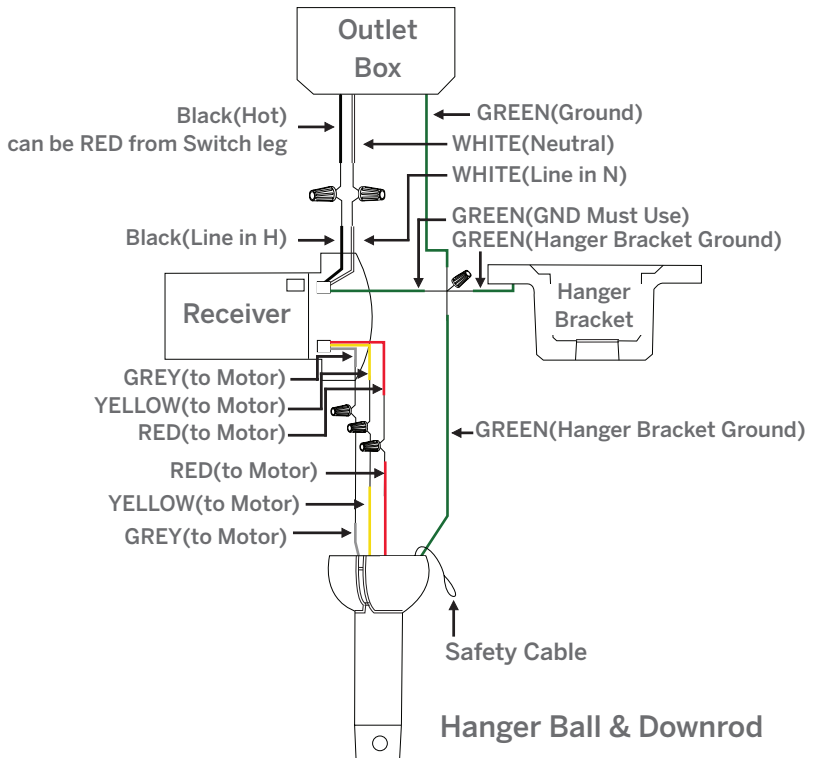 Outlet
Box
Black(Hot)
can be RED from Switch leg
GREEN(Ground)
WHITE(Neutral)
WHITE(Line in N)
GREEN(GND Must Use)
Black(Line in H)
GREEN(Hanger Bracket Ground)
Receiver
Hanger
Bracket
GREY(to Motor)
YELLOW(to Motor)
RED(to Motor)
GREEN(Hanger Bracket Ground)
RED(to Motor)
YELLOW(to Motor)
GREY(to Motor)
Safety Cable
Hanger Ball & Downrod